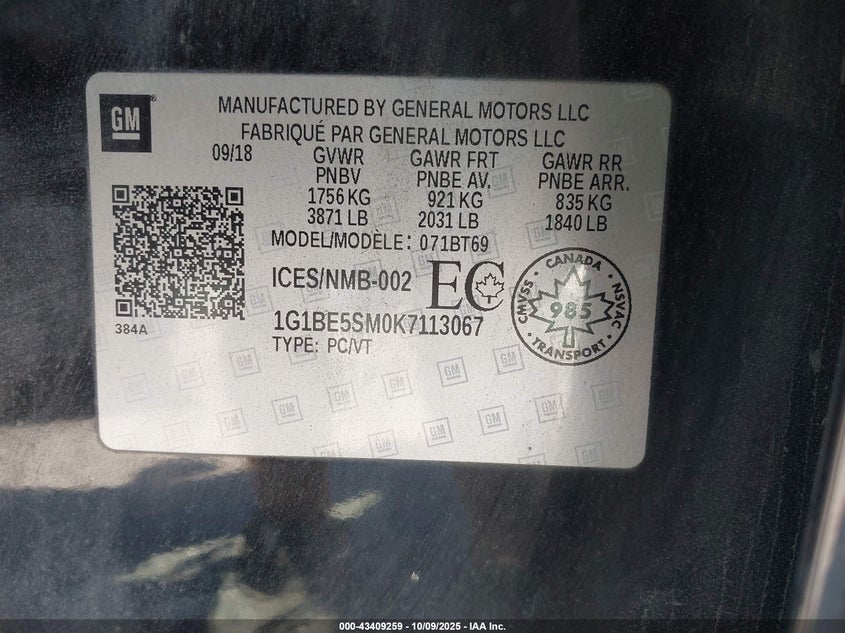 GM
MANUFACTURED BY GENERAL MOTORS LLC
FABRIQUÉ PAR GENERAL MOTORS LLC
09/18 GVWR GAWR FRT GAWR RR
PNBV PNBE AV. PNBE ARR.
1756 KG 921 KG 835 KG
3871 LB 2031 LB 1840 LB
MODEL/MODÈLE: 071BT69
ICES/NMB-002 EC
384A
1G1BE5SM0K7113067
TYPE: PC/VT
CANADA
CMVSS 985 NSVAC
TRANSPORT
000-43409259 - 10/09/2025 - IAA Inc.